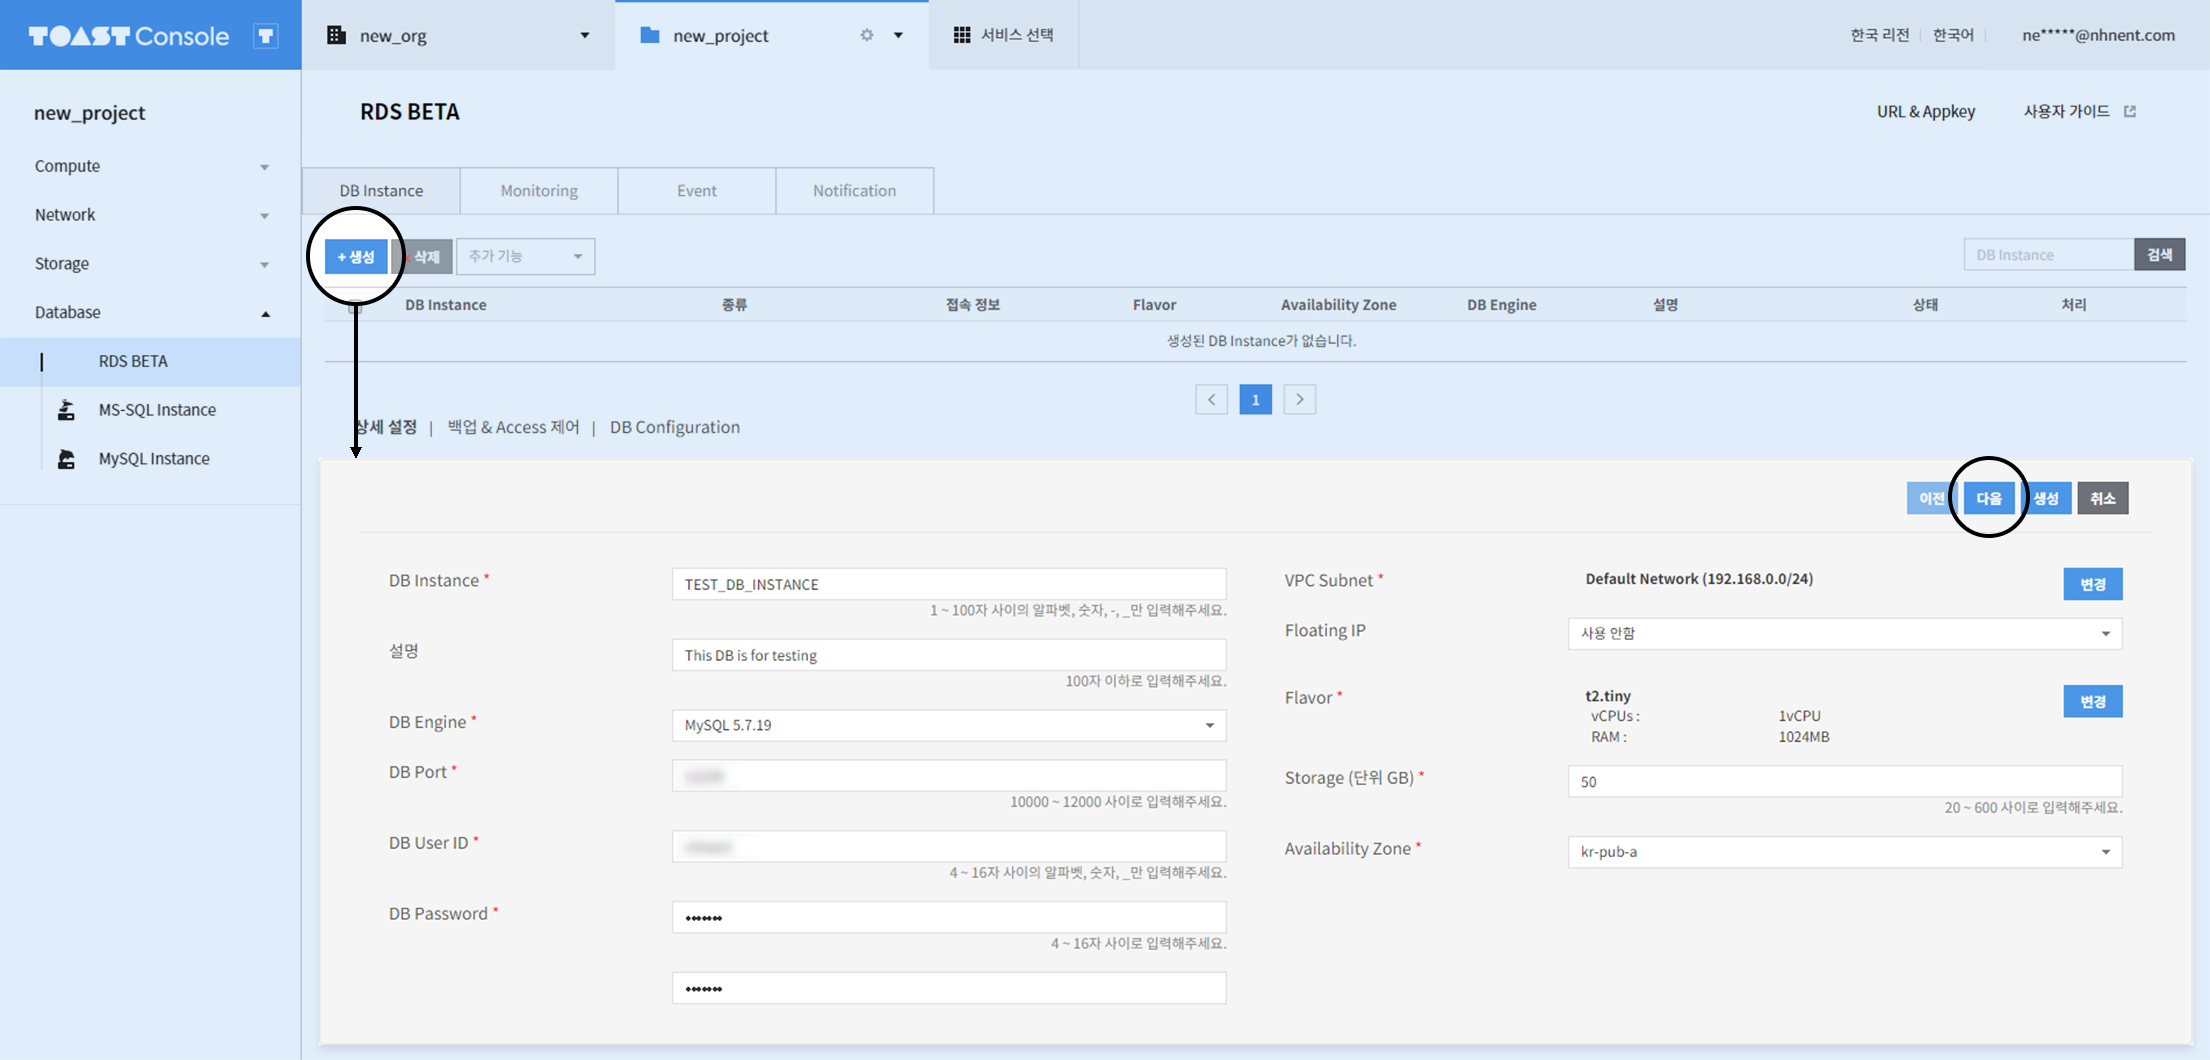 TOAST Console
T
new_org
new_project
서비스 선택
한국 리전
한국어
ne*****@nhnent.com
new_project
Compute
Network
Storage
Database
RDS BETA
MS-SQL Instance
MySQL Instance
RDS BETA
URL & Appkey
사용자 가이드
DB Instance
Monitoring
Event
Notification
+ 생성
삭제
추가 기능
DB Instance
검색
DB Instance 종류 접속 정보 Flavor Availability Zone DB Engine 설명 상태 처리
생성된 DB Instance가 없습니다.
1
상세 설정 | 백업 & Access 제어 | DB Configuration
이전
다음
생성
취소
DB Instance *
TEST_DB_INSTANCE
1 ~ 100자 사이의 알파벳, 숫자, -, _만 입력해주세요.
설명
This DB is for testing
100자 이하로 입력해주세요.
DB Engine *
MySQL 5.7.19
DB Port *
10000 ~ 12000 사이로 입력해주세요.
DB User ID *
4 ~ 16자 사이의 알파벳, 숫자, _만 입력해주세요.
DB Password *
•••••••
4 ~ 16자 사이로 입력해주세요.
•••••••
VPC Subnet *
Default Network (192.168.0.0/24)
변경
Floating IP
사용 안함
Flavor *
t2.tiny
변경
vCPUs : 1vCPU
RAM : 1024MB
Storage (단위 GB) *
50
20 ~ 600 사이로 입력해주세요.
Availability Zone *
kr-pub-a